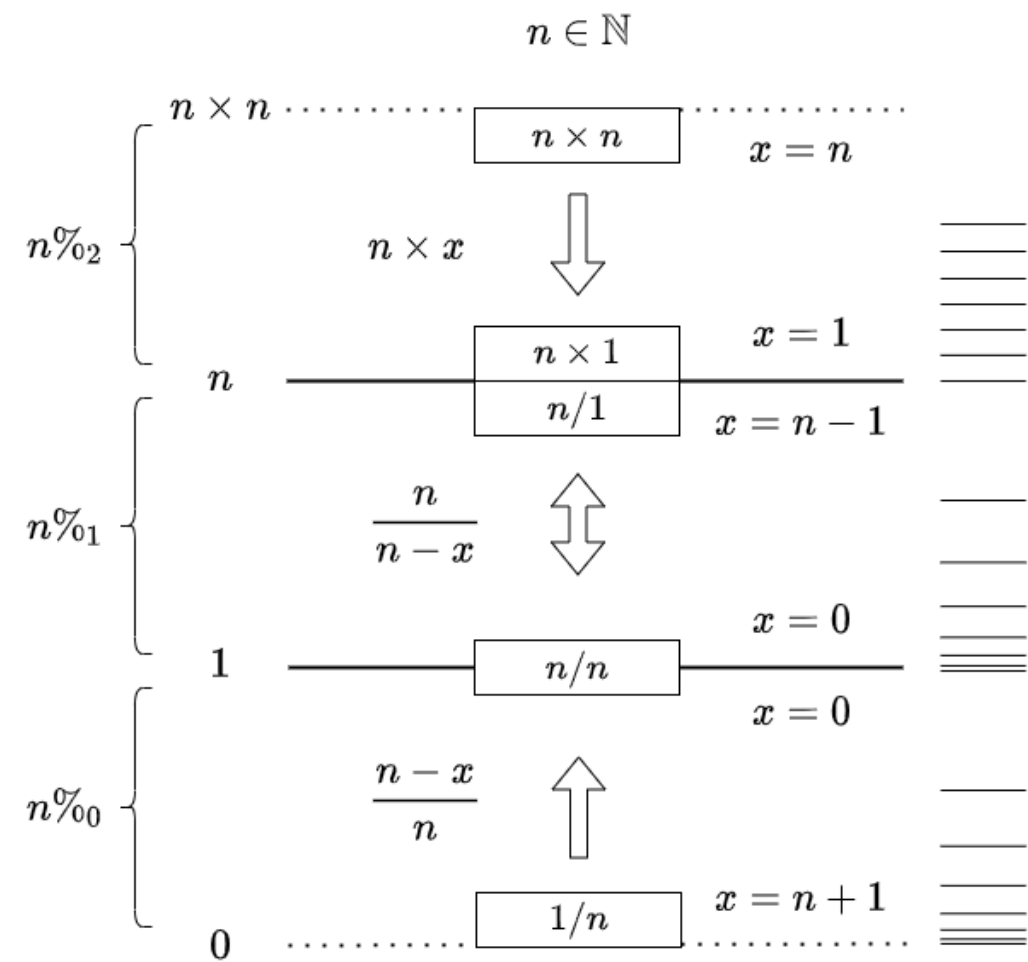 n ∈ ℕ
n × n
n × n
x = n
n%₂
n × x
n × 1
x = 1
n
n/1
x = n − 1
n%₁
n
n − x
x = 0
1
n/n
x = 0
n − x
n
n%₀
1/n
x = n + 1
0